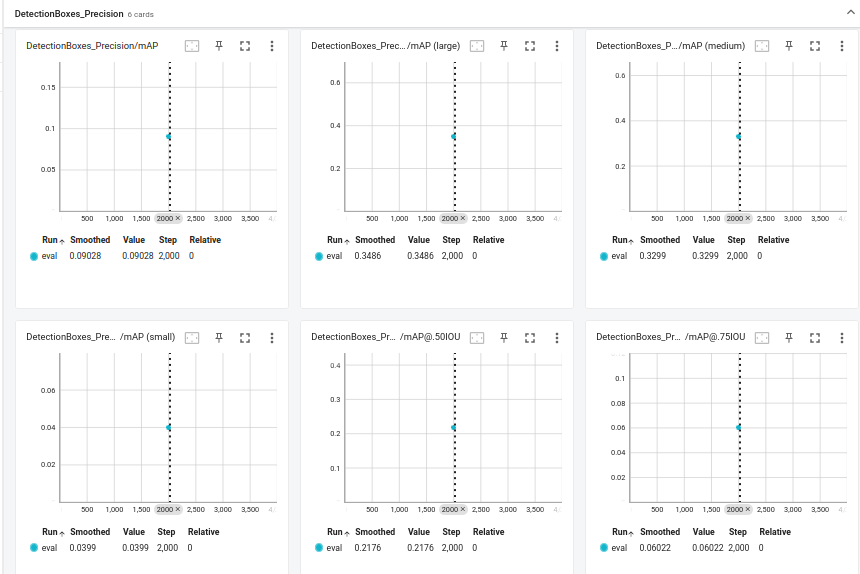 DetectionBoxes_Precision 6 cards
DetectionBoxes_Precision/mAP
0.15
0.1
0.05
500 1,000 1,500 2000 × 2,500 3,000 3,500 4,
Run Smoothed Value Step Relative
eval 0.09028 0.09028 2,000 0
DetectionBoxes_Prec… /mAP (large)
0.6
0.4
0.2
500 1,000 1,500 2000 × 2,500 3,000 3,500 4,
Run Smoothed Value Step Relative
eval 0.3486 0.3486 2,000 0
DetectionBoxes_P… /mAP (medium)
0.6
0.4
0.2
500 1,000 1,500 2000 × 2,500 3,000 3,500 4,
Run Smoothed Value Step Relative
eval 0.3299 0.3299 2,000 0
DetectionBoxes_Pre… /mAP (small)
0.06
0.04
0.02
500 1,000 1,500 2000 × 2,500 3,000 3,500 4,
Run Smoothed Value Step Relative
eval 0.0399 0.0399 2,000 0
DetectionBoxes_Pr… /mAP@.50IOU
0.4
0.3
0.2
0.1
500 1,000 1,500 2000 × 2,500 3,000 3,500 4,
Run Smoothed Value Step Relative
eval 0.2176 0.2176 2,000 0
DetectionBoxes_Pr… /mAP@.75IOU
0.1
0.08
0.06
0.04
0.02
500 1,000 1,500 2000 × 2,500 3,000 3,500 4,
Run Smoothed Value Step Relative
eval 0.06022 0.06022 2,000 0